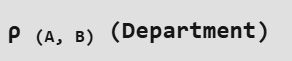 ρ (A, B) (Department)